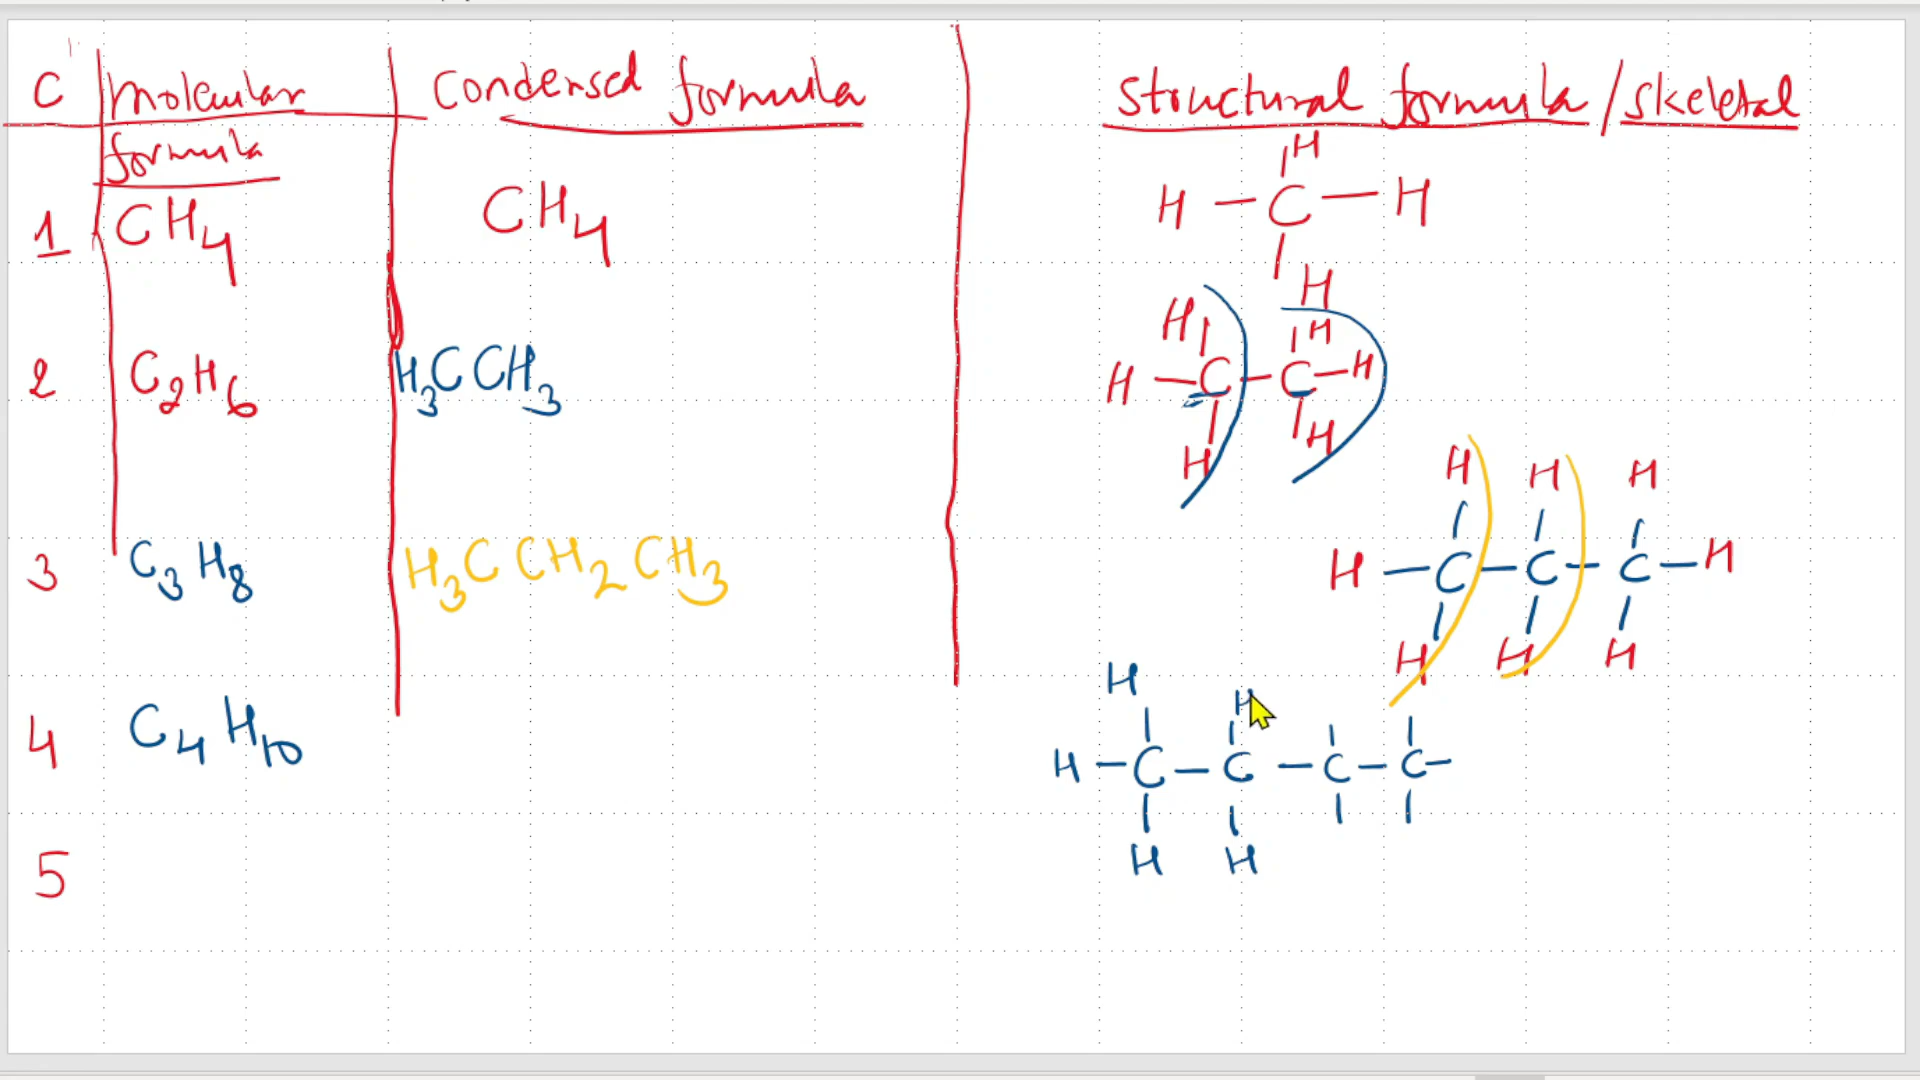 C molecular formula Condensed formula Structural formula / Skeletal
1 CH4 CH4
H
H - C - H
H
2 C2H6 H3CCH3
H H
H - C - C - H
H H
3 C3H8 H3CCH2CH3
H H H
H - C - C - C - H
H H H
4 C4H10
H H
H - C - C - C - C -
H H
5